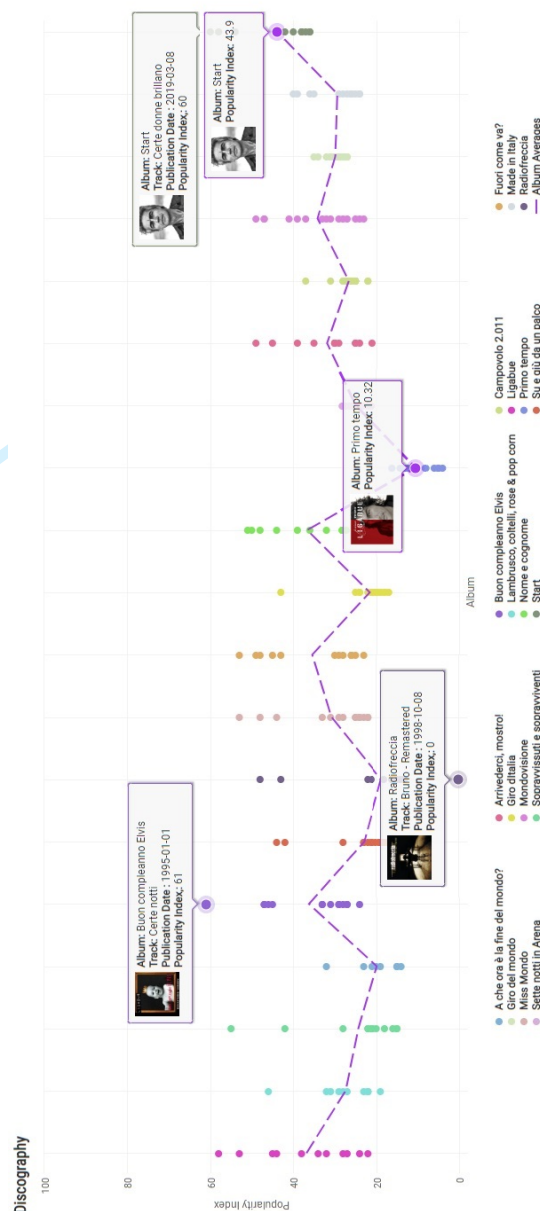 Discography
100
80
60
40
20
0
Popularity Index
Album: Buon compleanno Elvis
Track: Certe notti
Publication Date : 1995-01-01
Popularity Index,: 61
Album: Radiofreccia
Track: Bruno - Remastered
Publication Date : 1998-10-08
Popularity Index,: 0
LIGABUE
Album: Primo tempo
Popularity Index: 10.32
Album: Start
Track: Certe donne brillano
Publication Date : 2019-03-08
Popularity Index,: 60
Album: Start
Popularity Index: 43.9
Album
A che ora è la fine del mondo?
Giro del mondo
Miss Mondo
Sette notti in Arena
Arrivederci, mostro!
Giro d'Italia
Mondovisione
Sopravvissuti e sopravviventi
Buon compleanno Elvis
Lambrusco, coltelli, rose & pop corn
Nome e cognome
Start
Campovolo 2.011
Ligabue
Primo tempo
Su e giù da un palco
Fuori come va?
Made in Italy
Radiofreccia
Album Averages